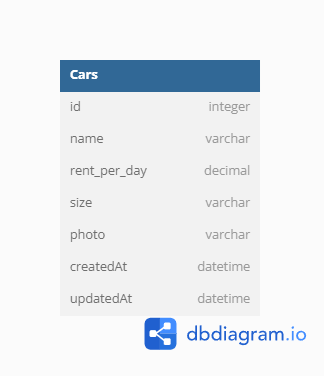 Cars
id integer
name varchar
rent_per_day decimal
size varchar
photo varchar
createdAt datetime
updatedAt datetime
dbdiagram.io